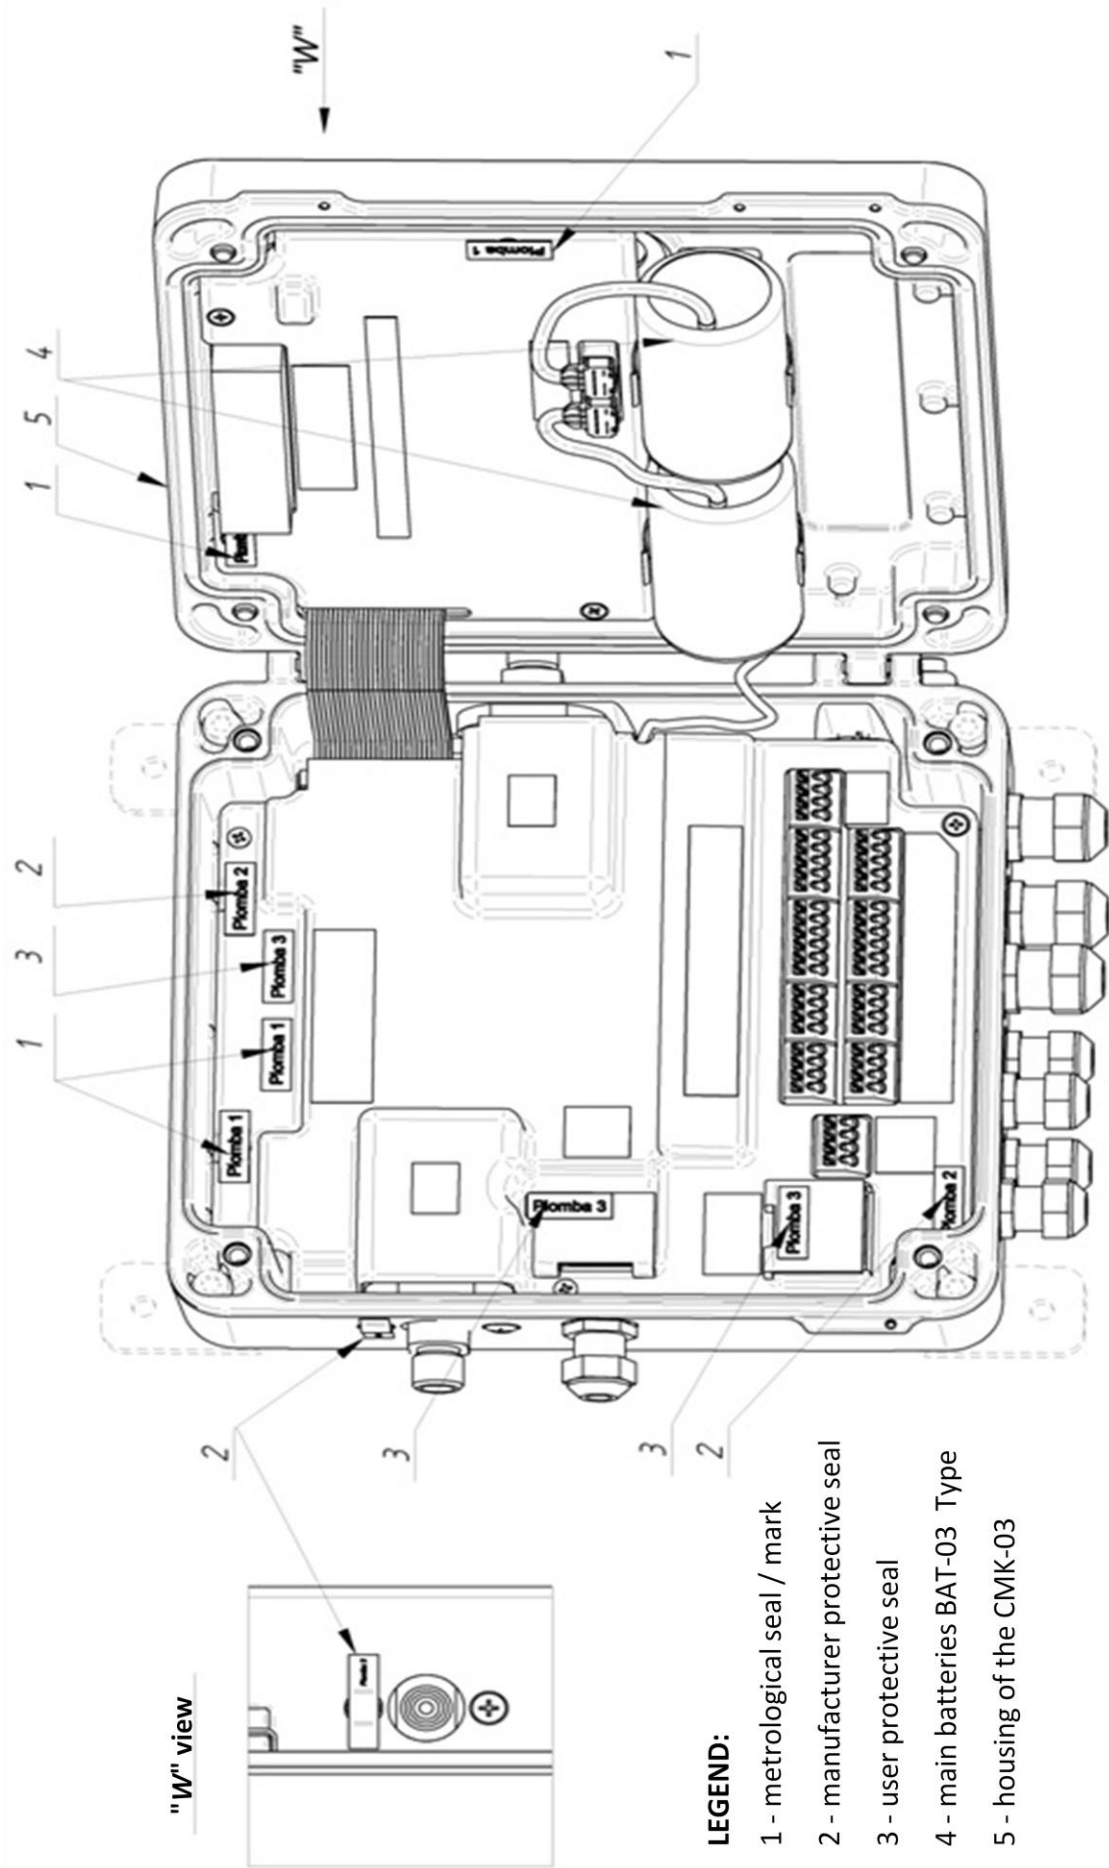 1 3 2 1 5 4
"W" view
2
Plomba 1
Plomba 2
Plomba 1
Plomba 3
"W"
3
Plomba 1
Plomba 3
3
1
2
Plomba 3
Plomba 2
LEGEND:
1 - metrological seal / mark
2 - manufacturer protective seal
3 - user protective seal
4 - main batteries BAT-03 Type
5 - housing of the CMK-03